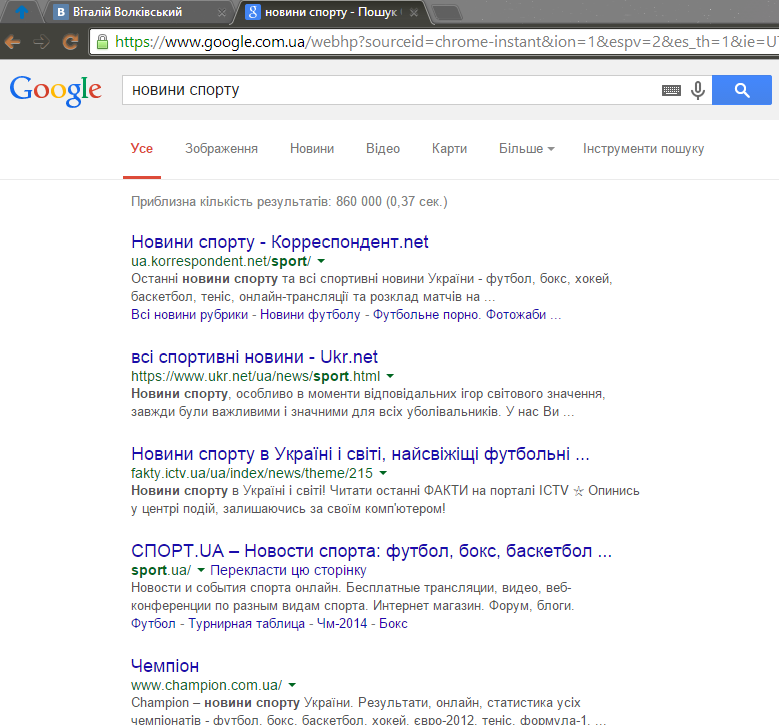 В Віталій Волківський
новини спорту - Пошук
https://www.google.com.ua/webhp?sourceid=chrome-instant&ion=1&espv=2&es_th=1&ie=U
Google
новини спорту
Усе Зображення Новини Відео Карти Більше Інструменти пошуку
Приблизна кількість результатів: 860 000 (0,37 сек.)
Новини спорту - Корреспондент.net
ua.korrespondent.net/sport/
Останні новини спорту та всі спортивні новини України - футбол, бокс, хокей,
баскетбол, теніс, онлайн-трансляції та розклад матчів на ...
Всі новини рубрики - Новини футболу - Футбольне порно. Фотожаби ...
всі спортивні новини - Ukr.net
https://www.ukr.net/ua/news/sport.html
Новини спорту, особливо в моменти відповідальних ігор світового значення,
завжди були важливими і значними для всіх уболівальників. У нас Ви ...
Новини спорту в Україні і світі, найсвіжіщі футбольні ...
fakty.ictv.ua/ua/index/news/theme/215
Новини спорту в Україні і світі! Читати останні ФАКТИ на порталі ICTV ☆ Опинись
у центрі подій, залишаючись за своїм комп'ютером!
СПОРТ.UA – Новости спорта: футбол, бокс, баскетбол ...
sport.ua/ Перекласти цю сторінку
Новости и события спорта онлайн. Бесплатные трансляции, видео, веб-
конференции по разным видам спорта. Интернет магазин. Форум, блоги.
Футбол - Турнирная таблица - Чм-2014 - Бокс
Чемпіон
www.champion.com.ua/
Champion – новини спорту України. Результати, онлайн, статистика усіх
чемпіонатів - футбол, бокс, баскетбол, хокей, євро-2012, теніс, формула-1, ...